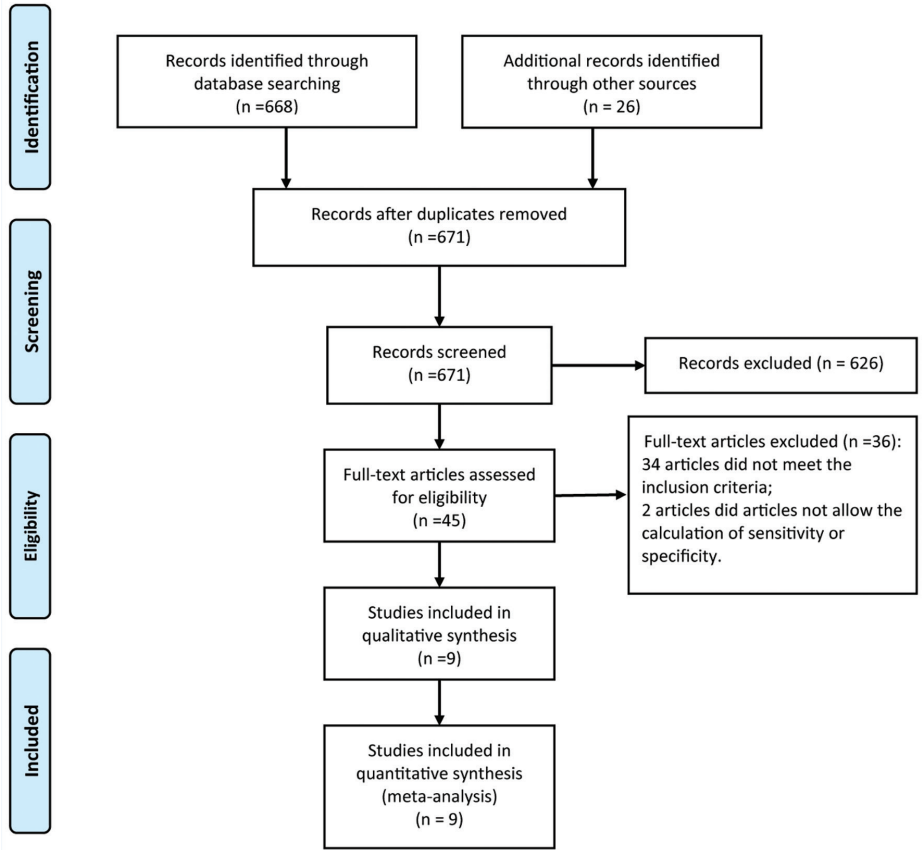 Identification
Records identified through
database searching
(n =668)
Additional records identified
through other sources
(n = 26)
Records after duplicates removed
(n =671)
Screening
Records screened
(n =671)
Records excluded (n = 626)
Eligibility
Full-text articles assessed
for eligibility
(n =45)
Full-text articles excluded (n =36):
34 articles did not meet the
inclusion criteria;
2 articles did articles not allow the
calculation of sensitivity or
specificity.
Studies included in
qualitative synthesis
(n =9)
Included
Studies included in
quantitative synthesis
(meta-analysis)
(n = 9)